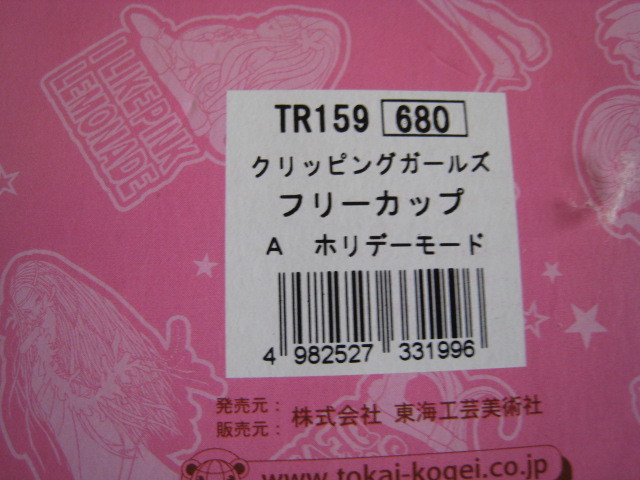 I LIKE PINK
LEMONADE
TR159 680
クリッピングガールズ
フリーカップ
A ホリデーモード
4 982527 331996
発売元： 株式会社 東海工芸美術社
販売元：
www.tokai-kogei.co.jp